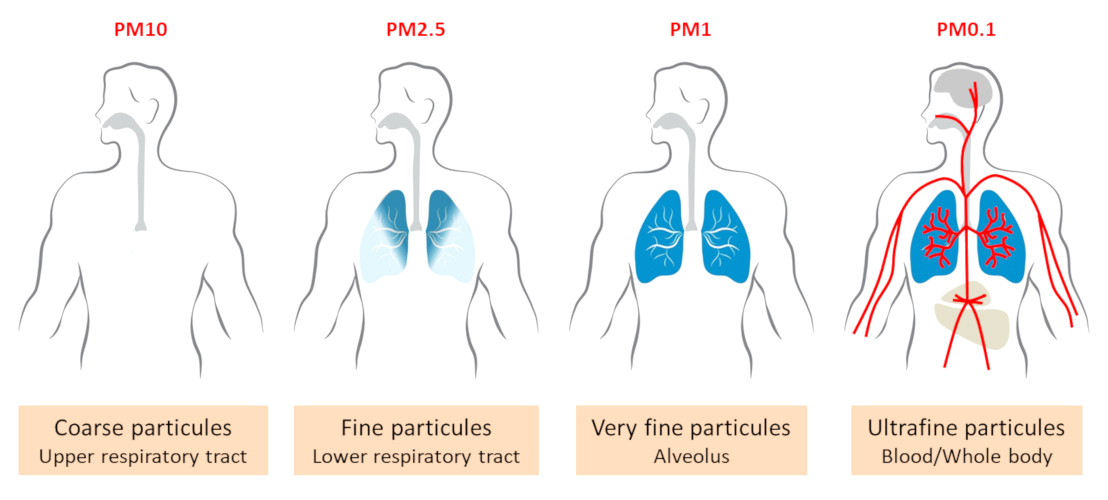 PM10
PM2.5
PM1
PM0.1
Coarse particules
Upper respiratory tract
Fine particules
Lower respiratory tract
Very fine particules
Alveolus
Ultrafine particules
Blood/Whole body